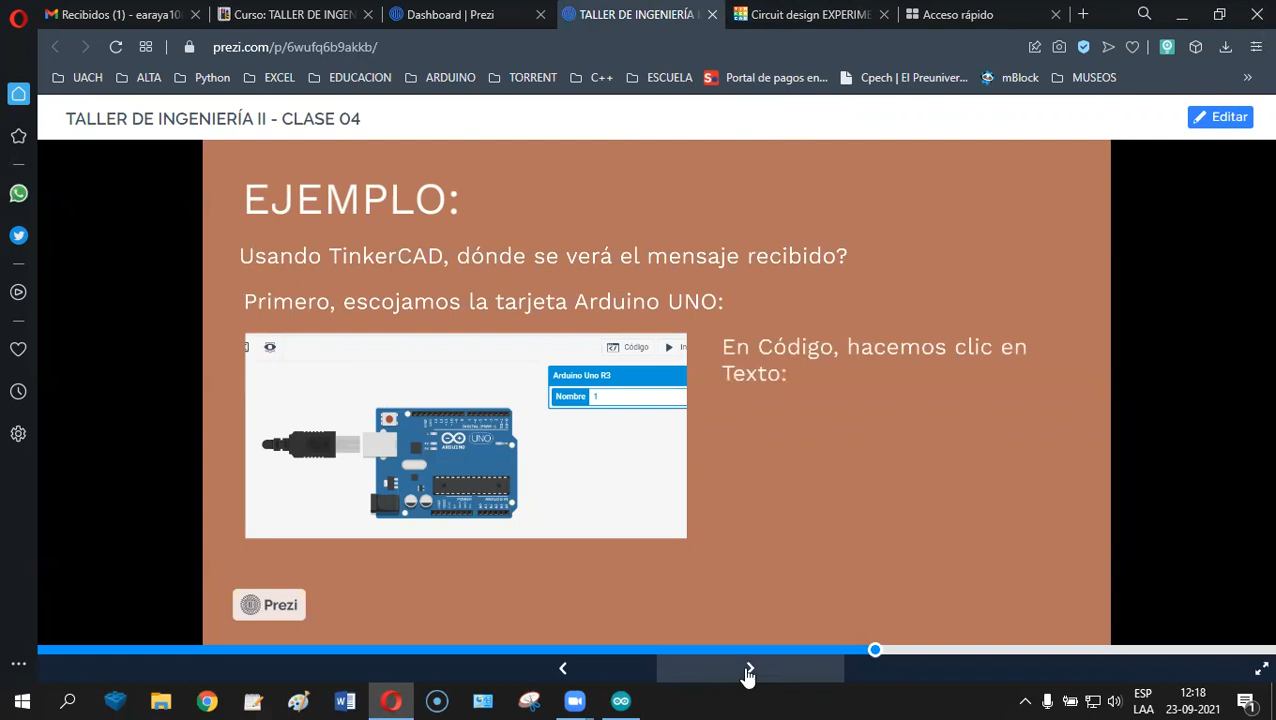 Recibidos (6) - earaya10
Curso: TALLER DE INGEN
Dashboard | Prezi
TALLER DE INGENIERÍA I
Circuit design EXPERIME
Acceso rápido
prezi.com/p/6wufq6b9akkb/
UACH
ALTA
Python
EXCEL
EDUCACION
ARDUINO
TORRENT
C++
ESCUELA
Portal de pagos en...
Cpech | El Preuniver...
mBlock
MUSEOS
TALLER DE INGENIERÍA II - CLASE 04
Editar
EJEMPLO:
Usando TinkerCAD, dónde se verá el mensaje recibido?
Primero, escojamos la tarjeta Arduino UNO:
Código
In
Arduino Uno R3
Nombre
1
UNO
ARDUINO
En Código, hacemos clic en
Texto:
Prezi
ESP
LAA
12:18
23-09-2021
1